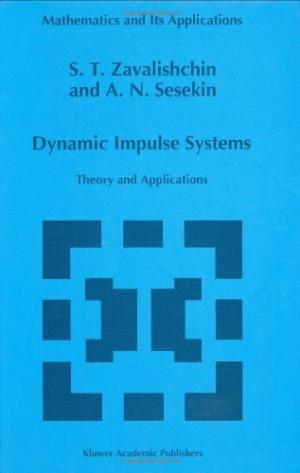 Mathematics and Its Applications
S. T. Zavalishchin
and A. N. Sesekin
Dynamic Impulse Systems
Theory and Applications
Kluwer Academic Publishers